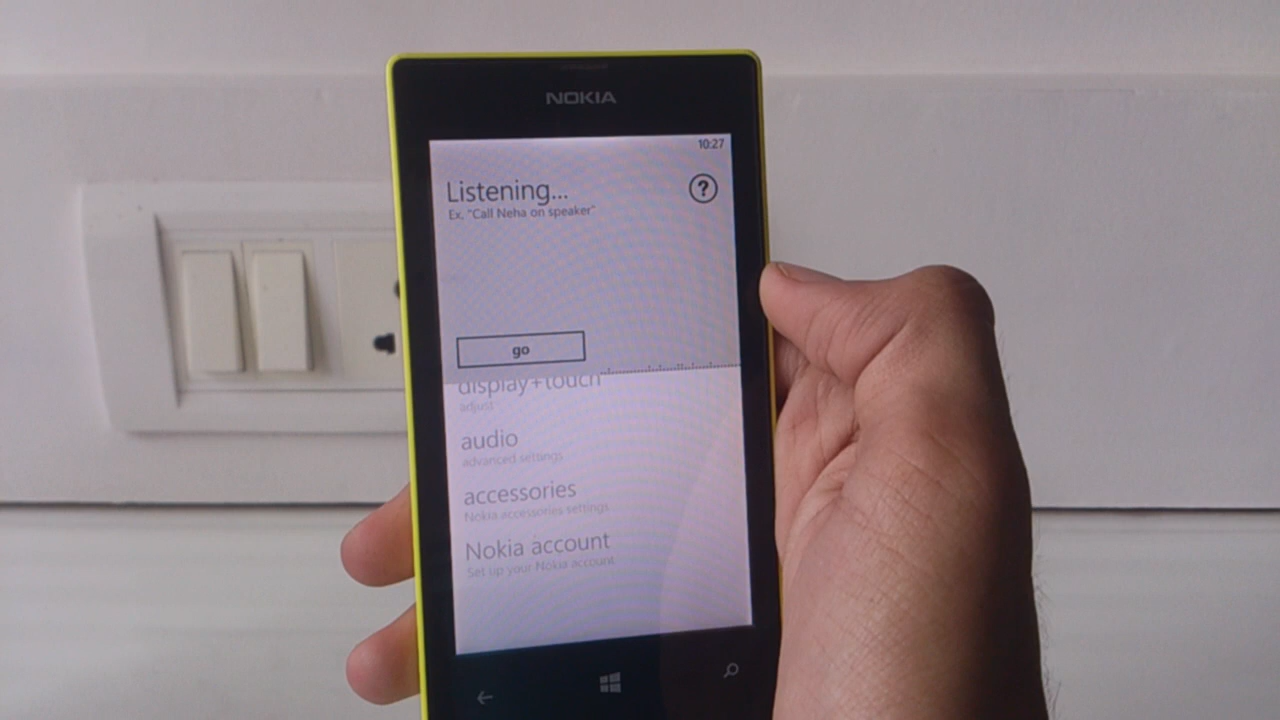 NOKIA
10:27
Listening...
Ex. "Call Neha on speaker"
?
go
display+touch
adjust
audio
advanced settings
accessories
Nokia accessories settings
Nokia account
Set up your Nokia account